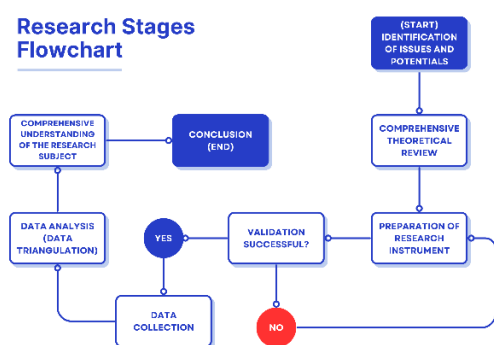 Research Stages
Flowchart
(START)
IDENTIFICATION
OF ISSUES AND
POTENTIALS
COMPREHENSIVE
THEORETICAL
REVIEW
PREPARATION OF
RESEARCH
INSTRUMENT
VALIDATION
SUCCESSFUL?
YES
NO
DATA
COLLECTION
DATA ANALYSIS
(DATA
TRIANGULATION)
COMPREHENSIVE
UNDERSTANDING
OF THE RESEARCH
SUBJECT
CONCLUSION
(END)